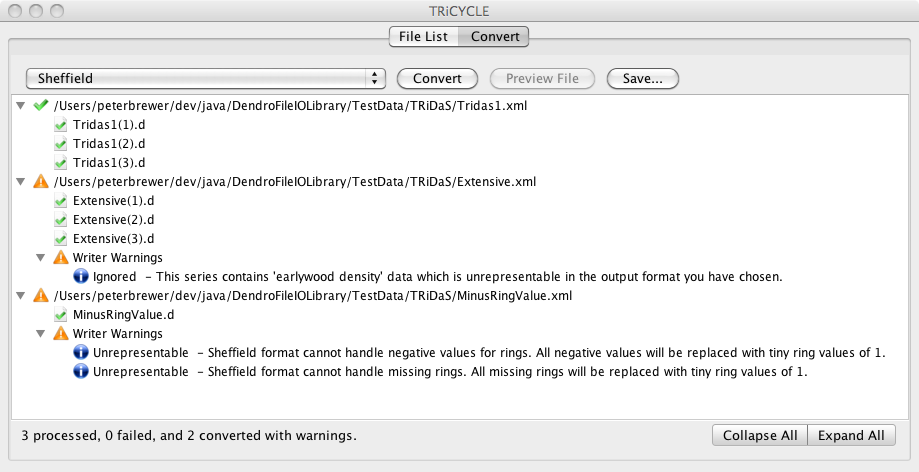 TRiCYCLE
File List Convert
Sheffield Convert Preview File Save...
/Users/peterbrewer/dev/java/DendroFileIOLibrary/TestData/TRiDaS/Tridas1.xml
Tridas1(1).d
Tridas1(2).d
Tridas1(3).d
/Users/peterbrewer/dev/java/DendroFileIOLibrary/TestData/TRiDaS/Extensive.xml
Extensive(1).d
Extensive(2).d
Extensive(3).d
Writer Warnings
Ignored – This series contains 'earlywood density' data which is unrepresentable in the output format you have chosen.
/Users/peterbrewer/dev/java/DendroFileIOLibrary/TestData/TRiDaS/MinusRingValue.xml
MinusRingValue.d
Writer Warnings
Unrepresentable – Sheffield format cannot handle negative values for rings. All negative values will be replaced with tiny ring values of 1.
Unrepresentable – Sheffield format cannot handle missing rings. All missing rings will be replaced with tiny ring values of 1.
3 processed, 0 failed, and 2 converted with warnings. Collapse All Expand All